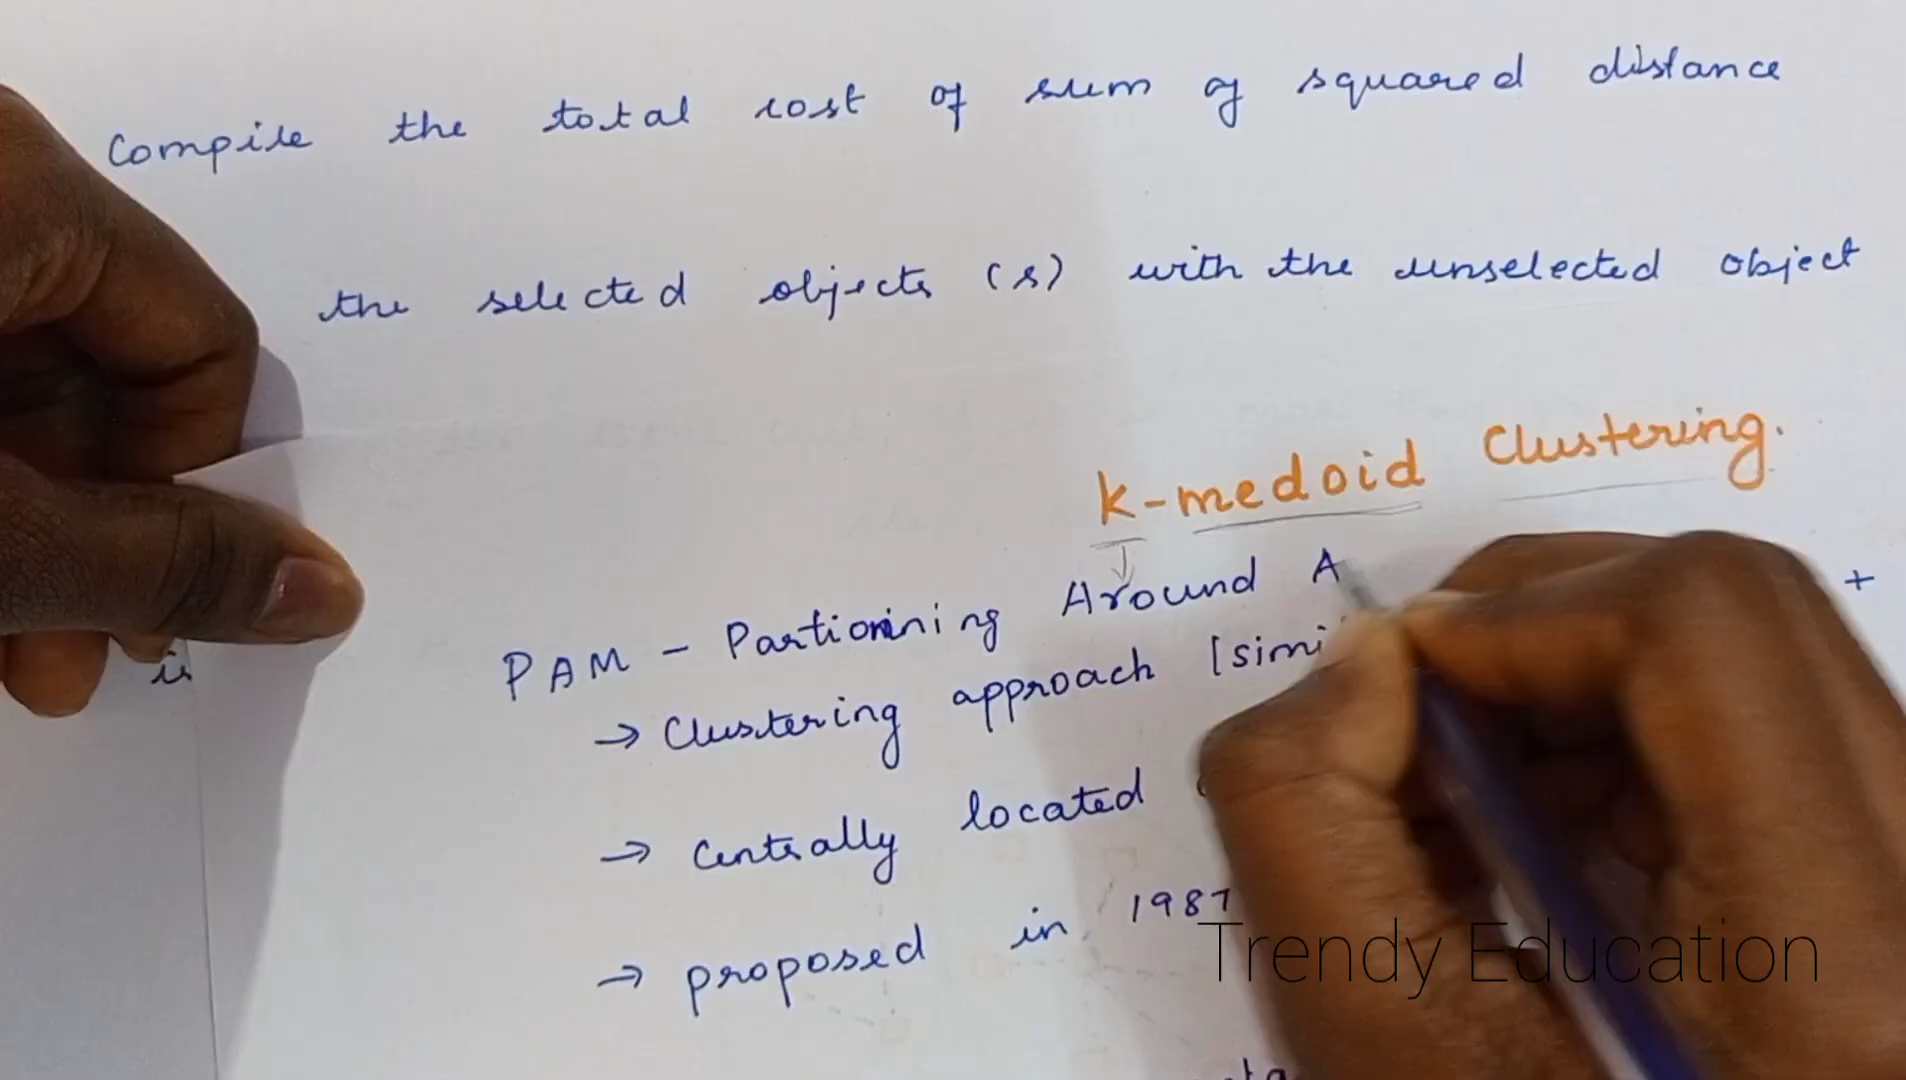 Compile the total cost of sum of squared distance
the selected objects (s) with the unselected object
k-medoid Clustering.
PAM - Partionining Around A
→ Clustering approach [simi
→ Centrally located
→ proposed in 1987
Trendy Education